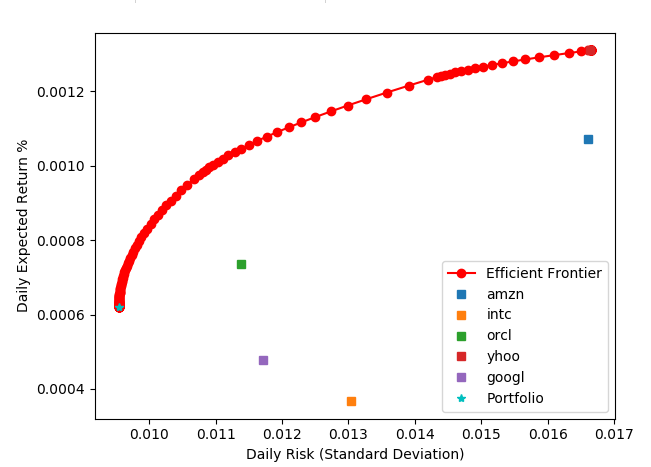 0.0012
0.0010
0.0008
0.0006
0.0004
Daily Expected Return %
Efficient Frontier
amzn
intc
orcl
yhoo
googl
Portfolio
0.010 0.011 0.012 0.013 0.014 0.015 0.016 0.017
Daily Risk (Standard Deviation)